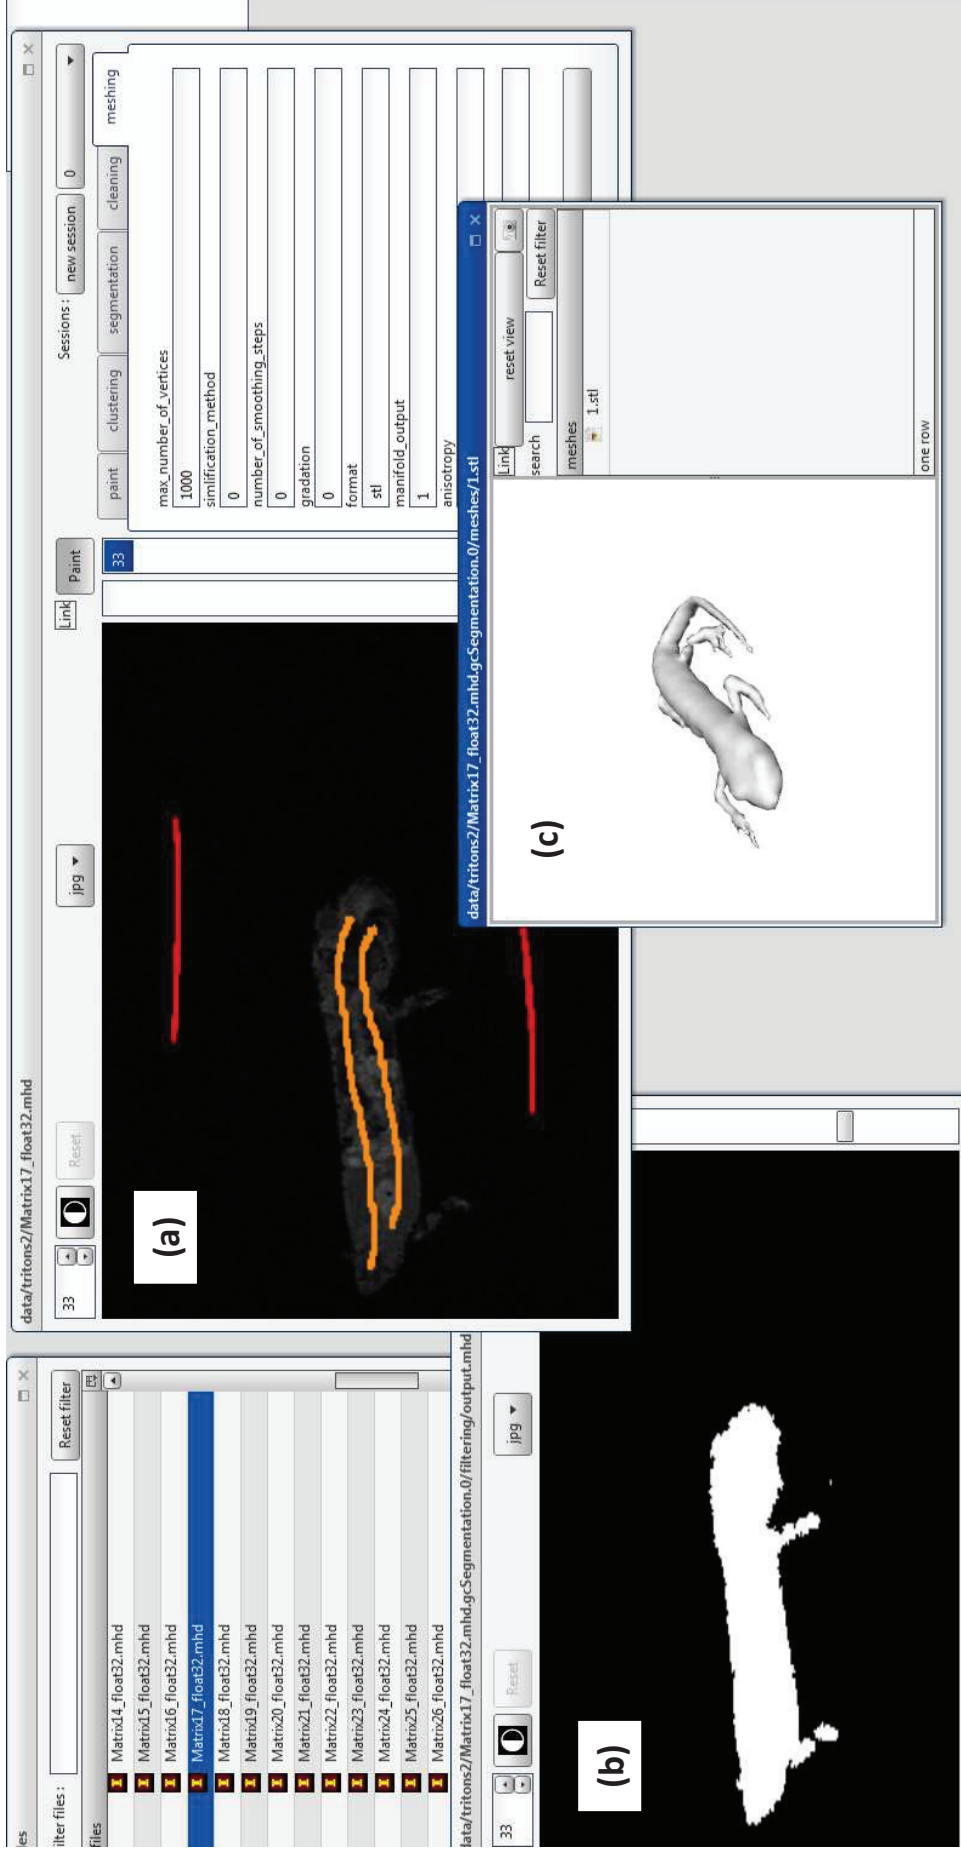 les
ilter files :
Reset filter
files
Matrix14_float32.mhd
Matrix15_float32.mhd
Matrix16_float32.mhd
Matrix17_float32.mhd
Matrix18_float32.mhd
Matrix19_float32.mhd
Matrix20_float32.mhd
Matrix21_float32.mhd
Matrix22_float32.mhd
Matrix23_float32.mhd
Matrix24_float32.mhd
Matrix25_float32.mhd
Matrix26_float32.mhd
data/tritons2/Matrix17_float32.mhd
33
Reset
jpg
Link
Paint
Sessions :
new session
0
33
(a)
paint
clustering
segmentation
cleaning
meshing
max_number_of_vertices
1000
simlification_method
0
number_of_smoothing_steps
0
gradation
0
format
stl
manifold_output
1
anisotropy
lata/tritons2/Matrix17_float32.mhd.gcSegmentation.0/filtering/output.mhd
33
Reset
jpg
(b)
data/tritons2/Matrix17_float32.mhd.gcSegmentation.0/meshes/1.stl
(c)
Link
reset view
search
Reset filter
meshes
1.stl
one row